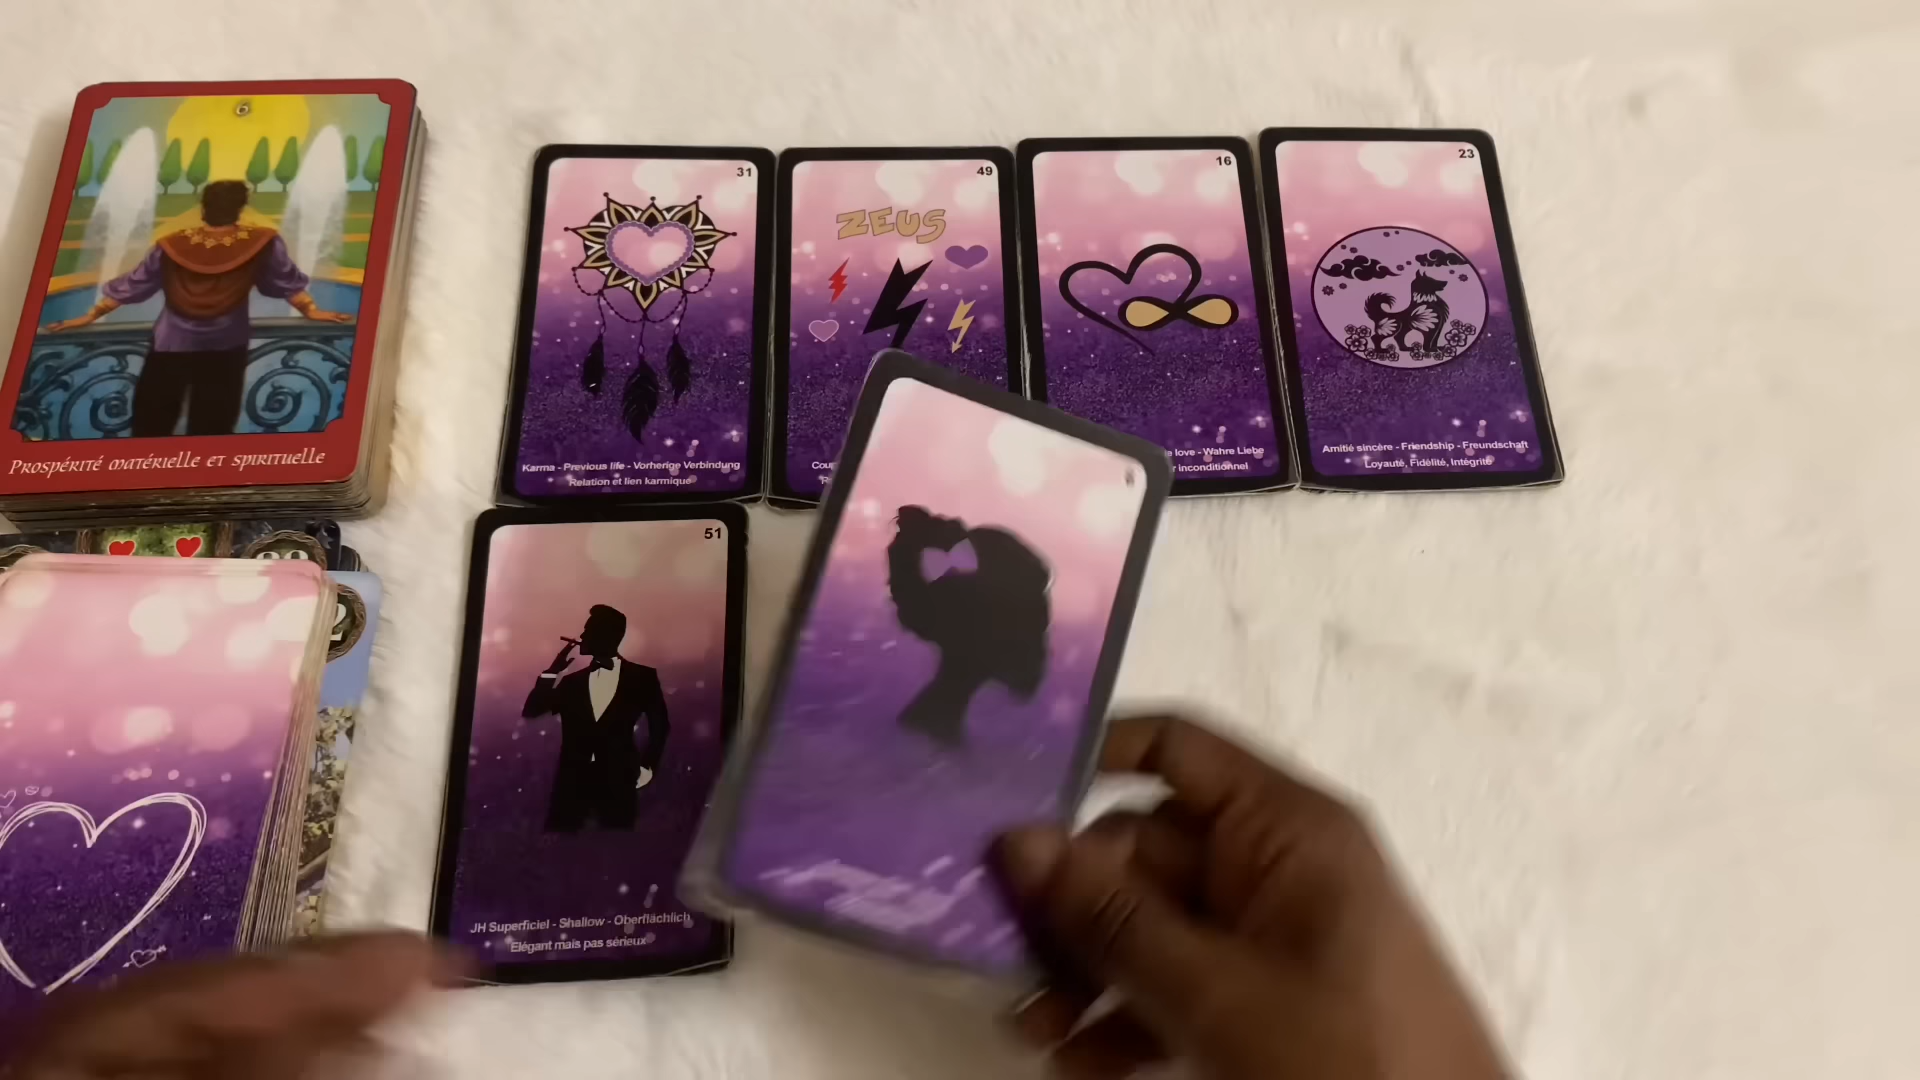 6
Prospérité matérielle et spirituelle
31
Karma - Previous life - Vorherige Verbindung
Relation et lien karmique
49
ZEUS
Coup
16
love - Wahre Liebe
inconditionnel
23
Amitié sincère - Friendship - Freundschaft
Loyauté, Fidélité, Intégrité
51
JH Superficiel - Shallow - Oberflächlich
Elégant mais pas sérieux